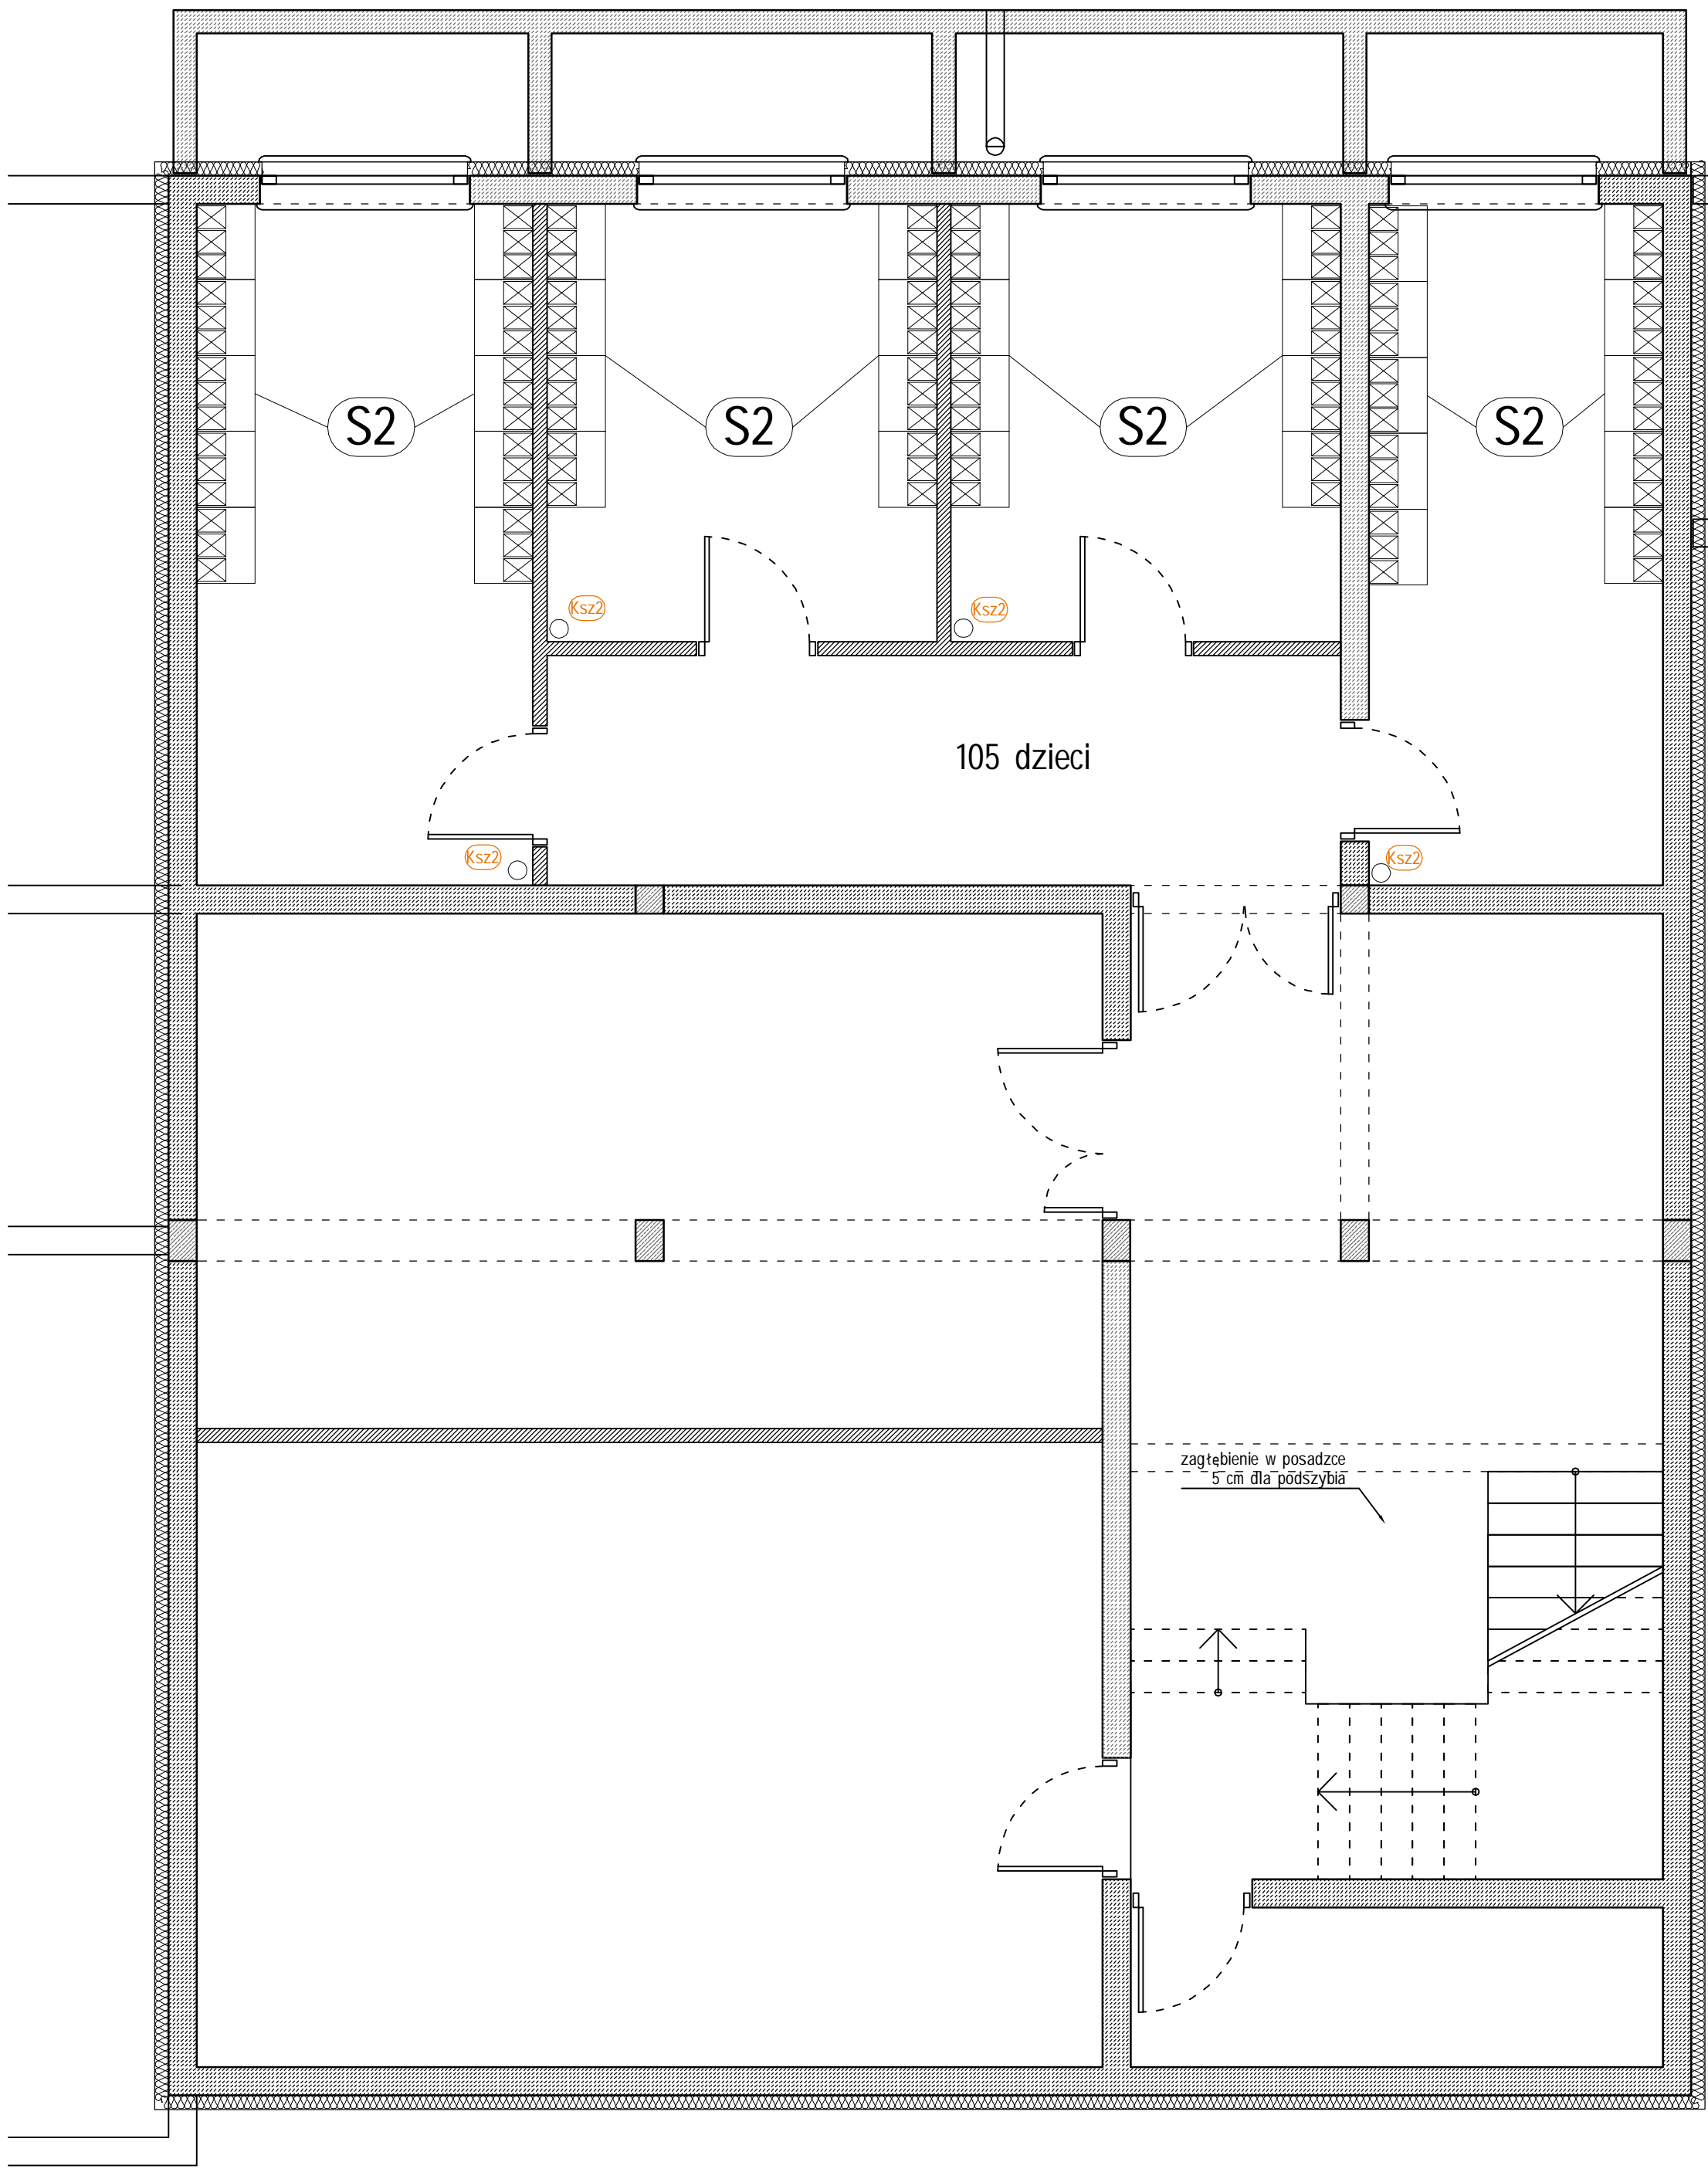 S2
S2
S2
S2
Ksz2
Ksz2
105 dzieci
Ksz2
Ksz2
zagłębienie w posadzce
5 cm dla podszybia